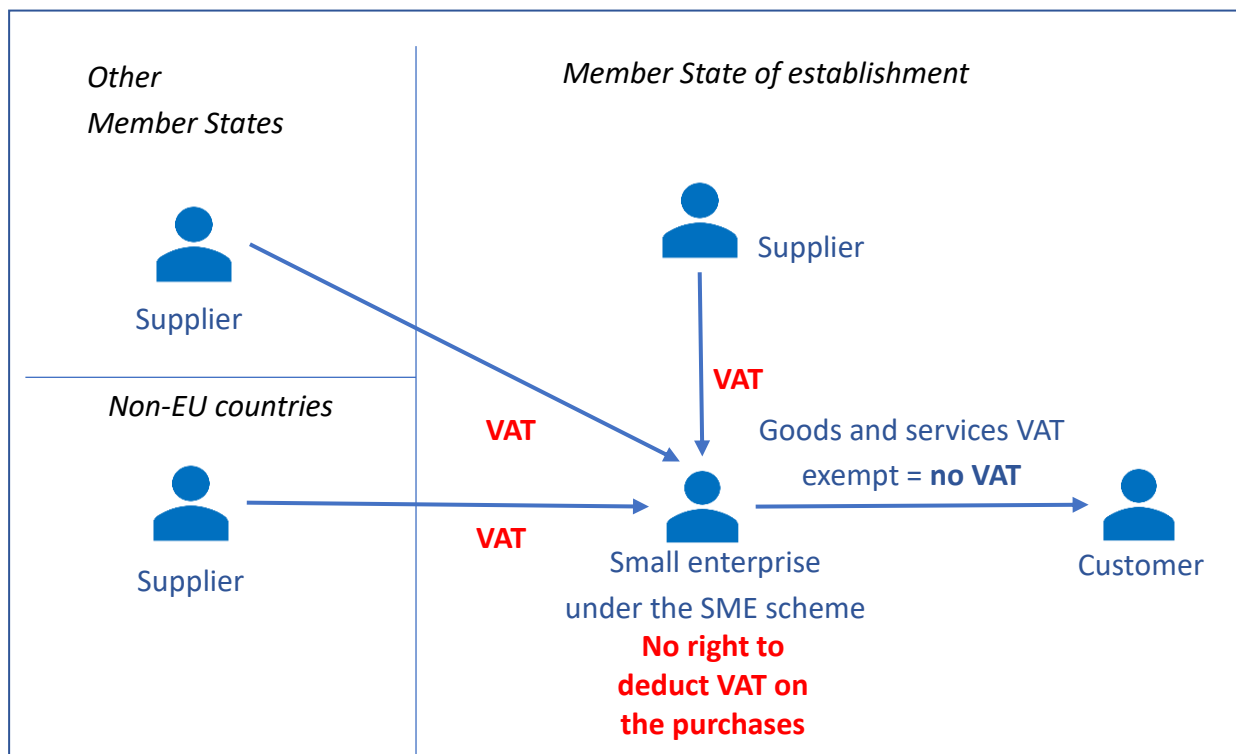 Other
Member States
Member State of establishment
Supplier
Supplier
VAT
Non-EU countries
VAT
Goods and services VAT
exempt = no VAT
Supplier
VAT
Small enterprise
under the SME scheme
No right to
deduct VAT on
the purchases
Customer